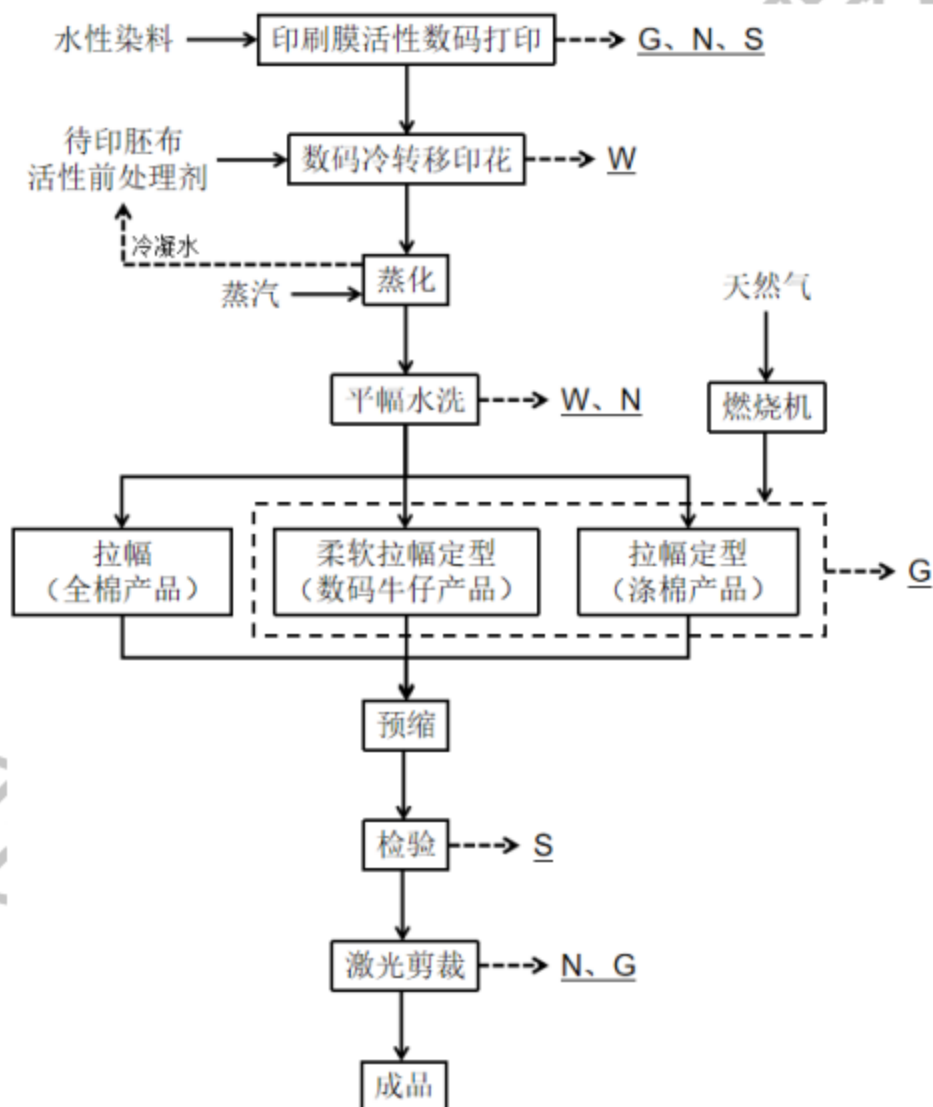 水性染料
印刷膜活性数码打印
G、N、S
待印胚布
活性前处理剂
数码冷转移印花
W
冷凝水
蒸汽
蒸化
天然气
平幅水洗
W、N
燃烧机
拉幅
（全棉产品）
柔软拉幅定型
（数码牛仔产品）
拉幅定型
（涤棉产品）
G
预缩
检验
S
激光剪裁
N、G
成品